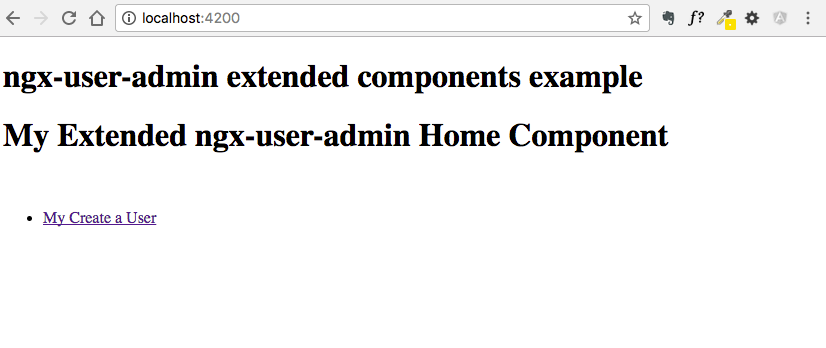 localhost:4200
f?
ngx-user-admin extended components example
My Extended ngx-user-admin Home Component
My Create a User